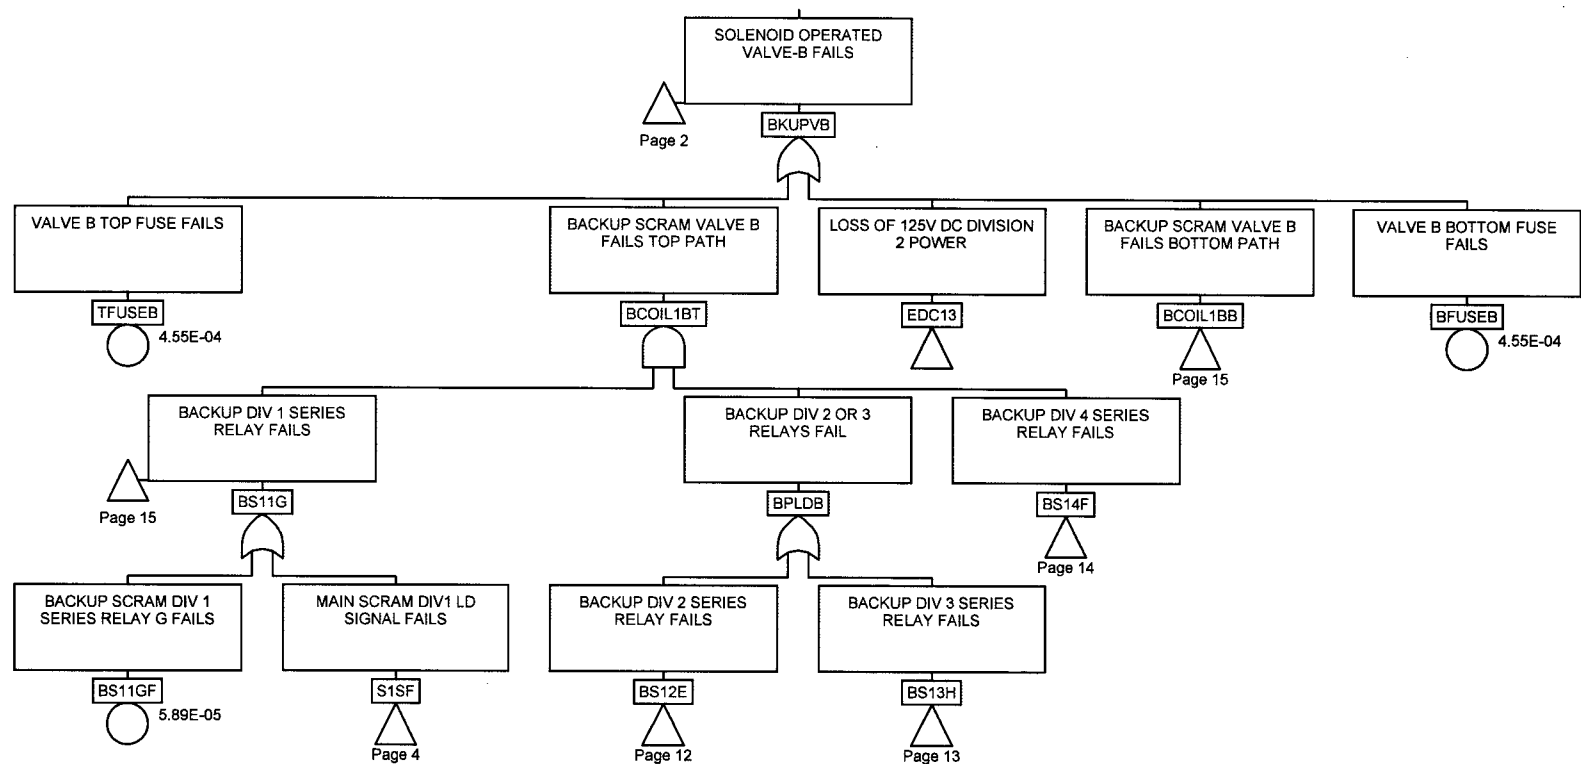 SOLENOID OPERATED
VALVE-B FAILS
Page 2
BKUPVB
VALVE B TOP FUSE FAILS
BACKUP SCRAM VALVE B
FAILS TOP PATH
LOSS OF 125V DC DIVISION
2 POWER
BACKUP SCRAM VALVE B
FAILS BOTTOM PATH
VALVE B BOTTOM FUSE
FAILS
TFUSEB
4.55E-04
BCOIL1BT
EDC13
BCOIL1BB
Page 15
BFUSEB
4.55E-04
BACKUP DIV 1 SERIES
RELAY FAILS
BACKUP DIV 2 OR 3
RELAYS FAIL
BACKUP DIV 4 SERIES
RELAY FAILS
Page 15
BS11G
BPLDB
BS14F
Page 14
BACKUP SCRAM DIV 1
SERIES RELAY G FAILS
MAIN SCRAM DIV1 LD
SIGNAL FAILS
BACKUP DIV 2 SERIES
RELAY FAILS
BACKUP DIV 3 SERIES
RELAY FAILS
BS11GF
5.89E-05
S1SF
Page 4
BS12E
Page 12
BS13H
Page 13